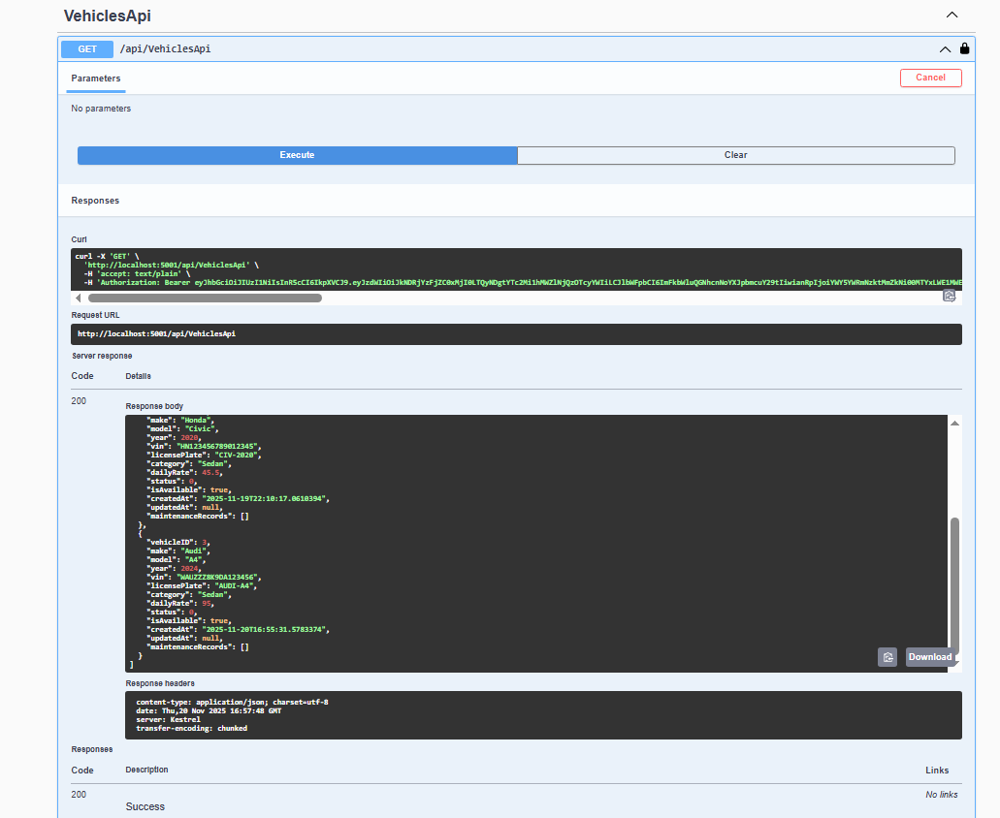 VehiclesApi
GET /api/VehiclesApi
Parameters
Cancel
No parameters
Execute
Clear
Responses
Curl
curl -X 'GET' \
'http://localhost:5001/api/VehiclesApi' \
-H 'accept: text/plain' \
-H 'Authorization: Bearer
Request URL
http://localhost:5001/api/VehiclesApi
Server response
Code Details
200
Response body
"make": "Honda",
"model": "Civic",
"year": 2020,
"vin": "HN123456789012345",
"licensePlate": "CIV-2020",
"category": "Sedan",
"dailyRate": 45.5,
"status": 0,
"isAvailable": true,
"createdAt": "2025-11-19T22:10:17.0610394",
"updatedAt": null,
"maintenanceRecords": []
},
{
"vehicleID": 3,
"make": "Audi",
"model": "A4",
"year": 2024,
"vin": "WAUZZZ8K9DA123456",
"licensePlate": "AUDI-A4",
"category": "Sedan",
"dailyRate": 95,
"status": 0,
"isAvailable": true,
"createdAt": "2025-11-20T16:55:31.5783374",
"updatedAt": null,
"maintenanceRecords": []
}
]
Download
Response headers
content-type: application/json; charset=utf-8
date: Thu,20 Nov 2025 16:57:48 GMT
server: Kestrel
transfer-encoding: chunked
Responses
Code Description Links
200 No links
Success